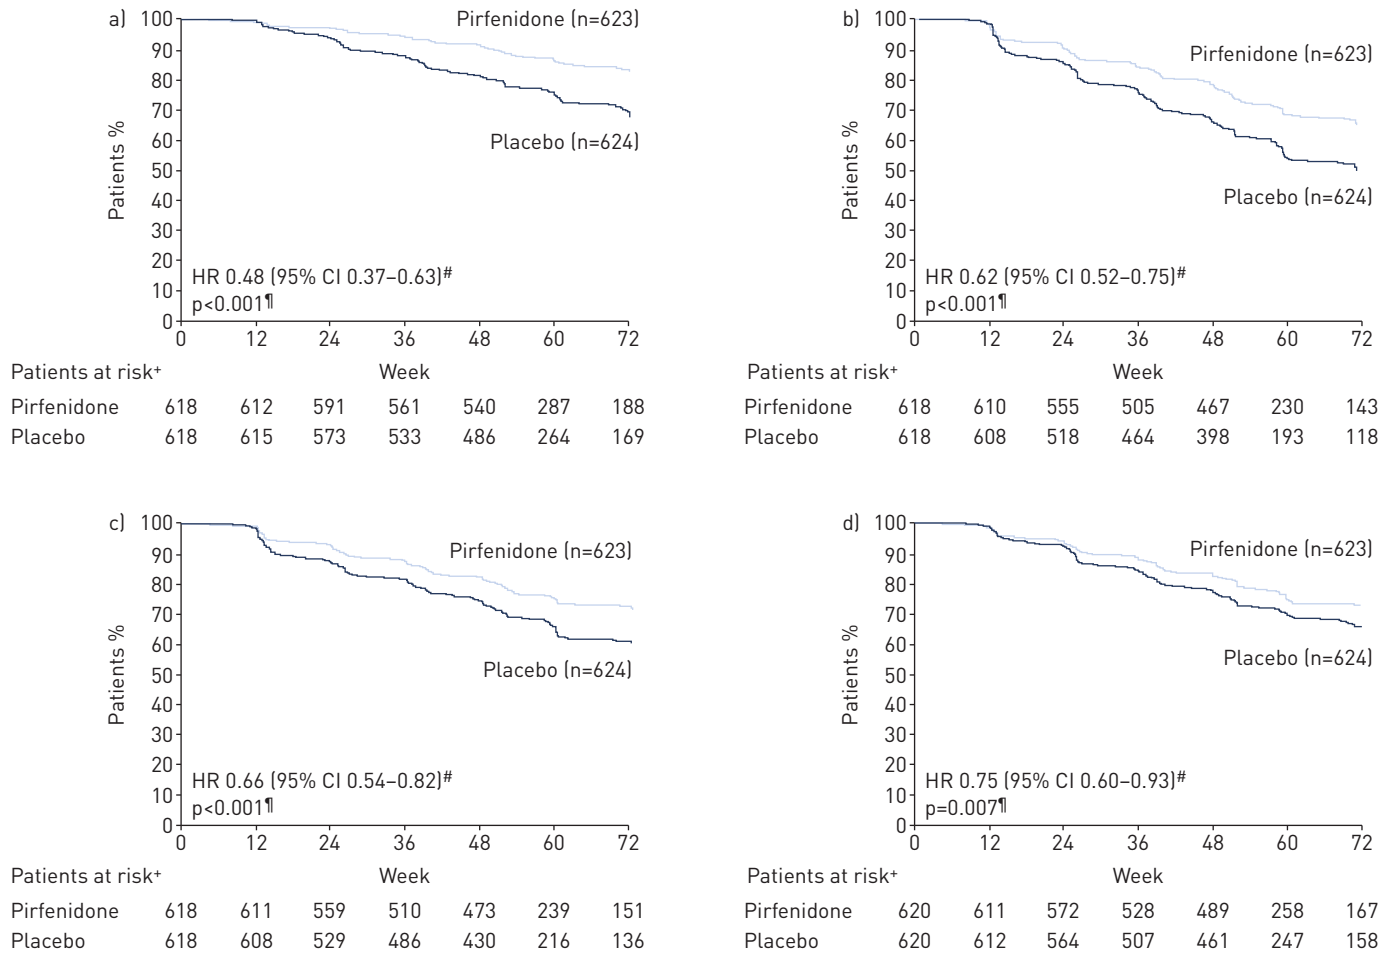 a)
100
90
80
70
60
50
40
30
20
10
0
Patients %
Pirfenidone (n=623)
Placebo (n=624)
HR 0.48 (95% CI 0.37–0.63)#
p<0.001¶
0 12 24 36 48 60 72
Patients at risk+ Week
Pirfenidone 618 612 591 561 540 287 188
Placebo 618 615 573 533 486 264 169
b)
100
90
80
70
60
50
40
30
20
10
0
Patients %
Pirfenidone (n=623)
Placebo (n=624)
HR 0.62 (95% CI 0.52–0.75)#
p<0.001¶
0 12 24 36 48 60 72
Patients at risk+ Week
Pirfenidone 618 610 555 505 467 230 143
Placebo 618 608 518 464 398 193 118
c)
100
90
80
70
60
50
40
30
20
10
0
Patients %
Pirfenidone (n=623)
Placebo (n=624)
HR 0.66 (95% CI 0.54–0.82)#
p<0.001¶
0 12 24 36 48 60 72
Patients at risk+ Week
Pirfenidone 618 611 559 510 473 239 151
Placebo 618 608 529 486 430 216 136
d)
100
90
80
70
60
50
40
30
20
10
0
Patients %
Pirfenidone (n=623)
Placebo (n=624)
HR 0.75 (95% CI 0.60–0.93)#
p=0.007¶
0 12 24 36 48 60 72
Patients at risk+ Week
Pirfenidone 620 611 572 528 489 258 167
Placebo 620 612 564 507 461 247 158